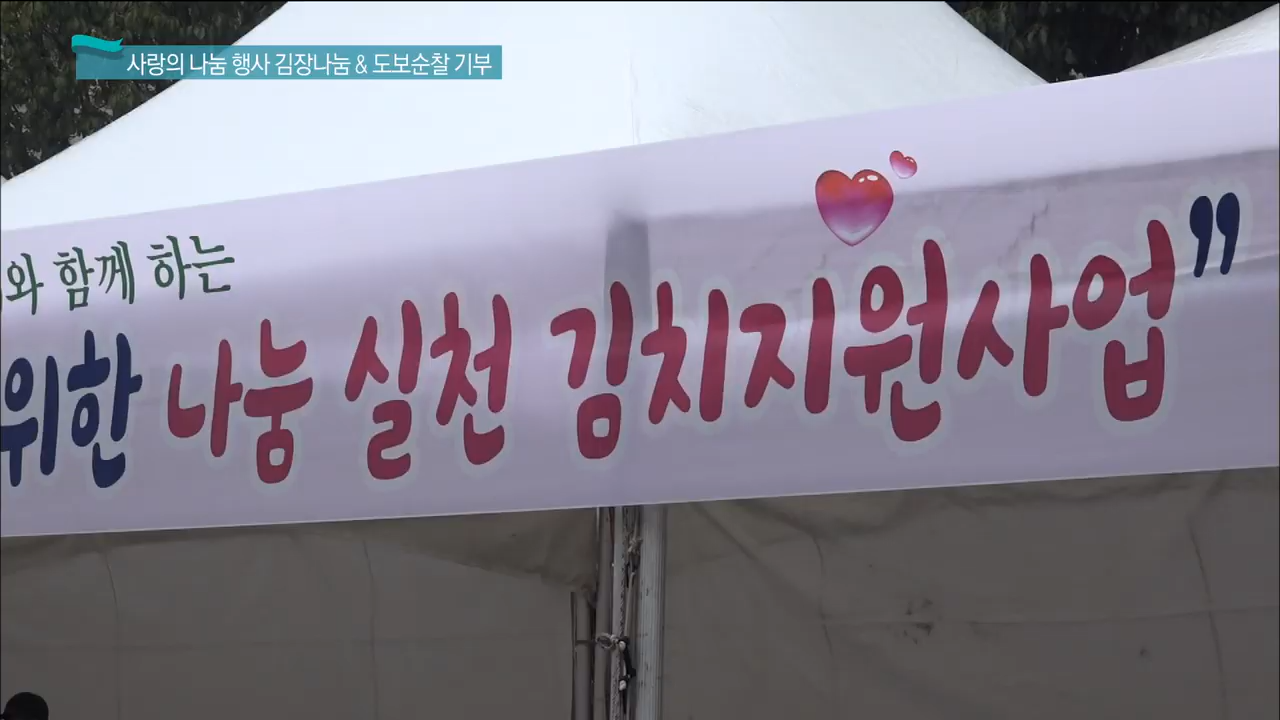 사랑의 나눔 행사 김장나눔 & 도보순찰 기부
와 함께 하는
위한 나눔 실천 김치지원사업”